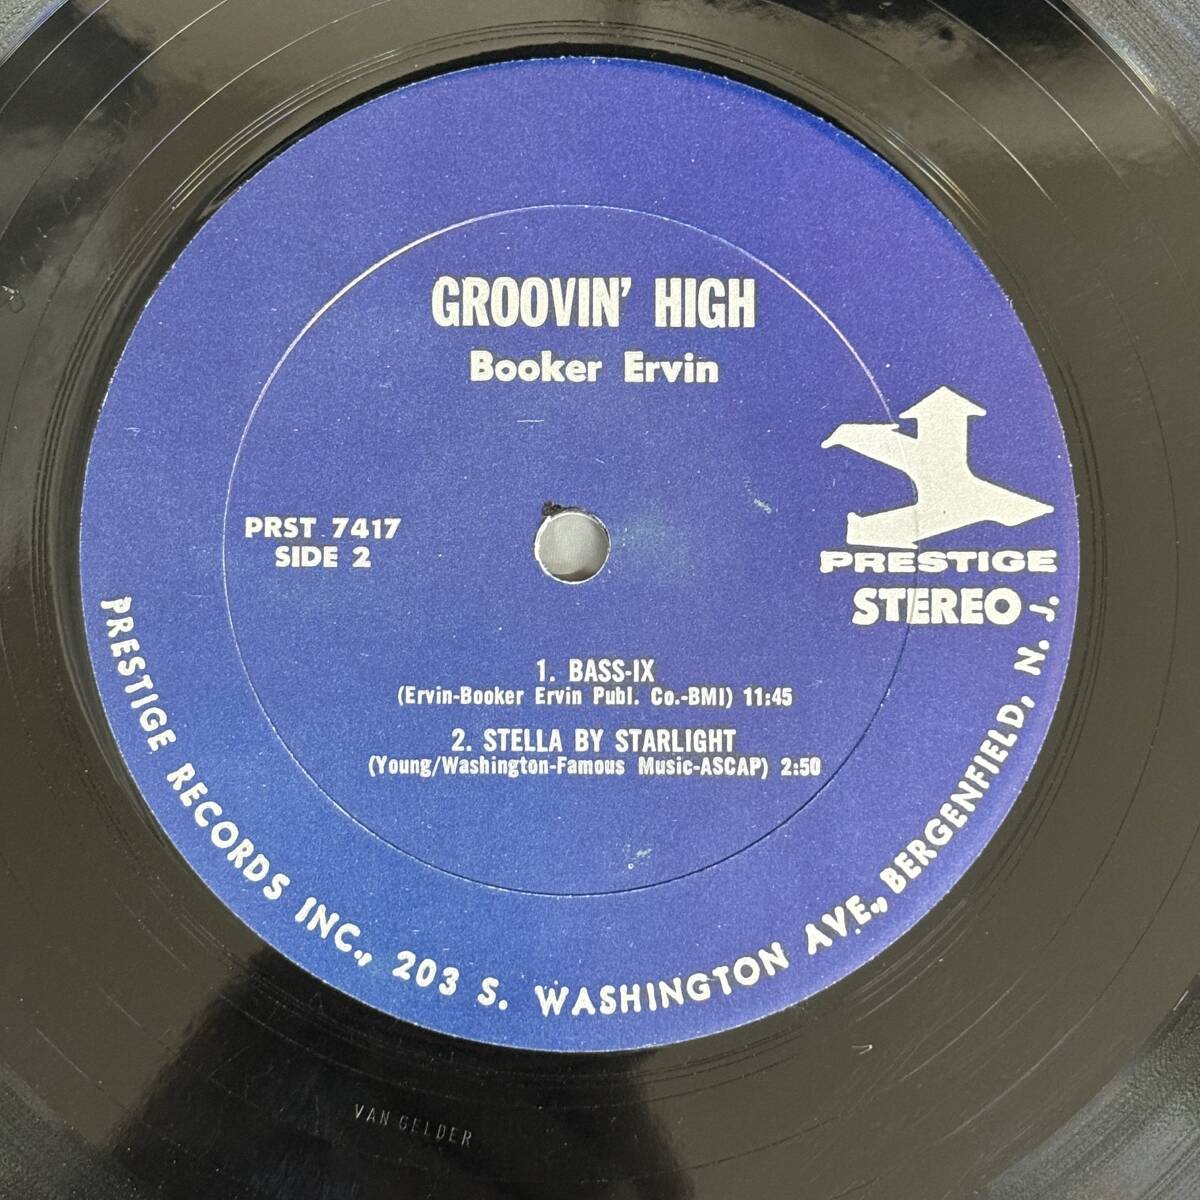 GROOVIN' HIGH
Booker Ervin
PRST 7417
SIDE 2
PRESTIGE
STEREO
1. BASS-IX
(Ervin-Booker Ervin Publ. Co.-BMI) 11:45
2. STELLA BY STARLIGHT
(Young/Washington-Famous Music-ASCAP) 2:50
PRESTIGE RECORDS INC., 203 S. WASHINGTON AVE., BERGENFIELD, N. J.
VAN GELDER